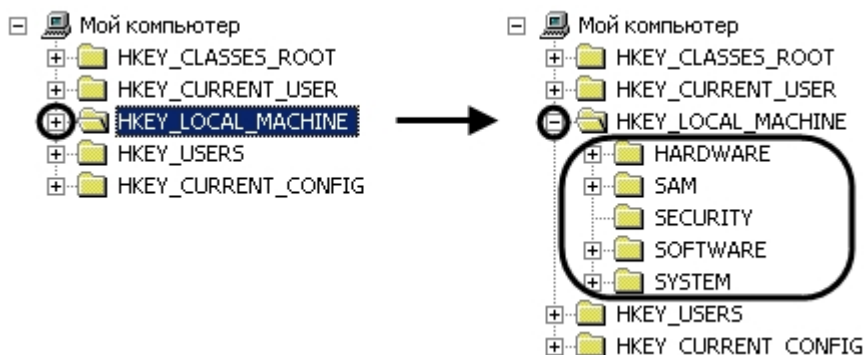 Мой компьютер
HKEY_CLASSES_ROOT
HKEY_CURRENT_USER
HKEY_LOCAL_MACHINE
HKEY_USERS
HKEY_CURRENT_CONFIG
Мой компьютер
HKEY_CLASSES_ROOT
HKEY_CURRENT_USER
HKEY_LOCAL_MACHINE
HARDWARE
SAM
SECURITY
SOFTWARE
SYSTEM
HKEY_USERS
HKEY_CURRENT_CONFIG